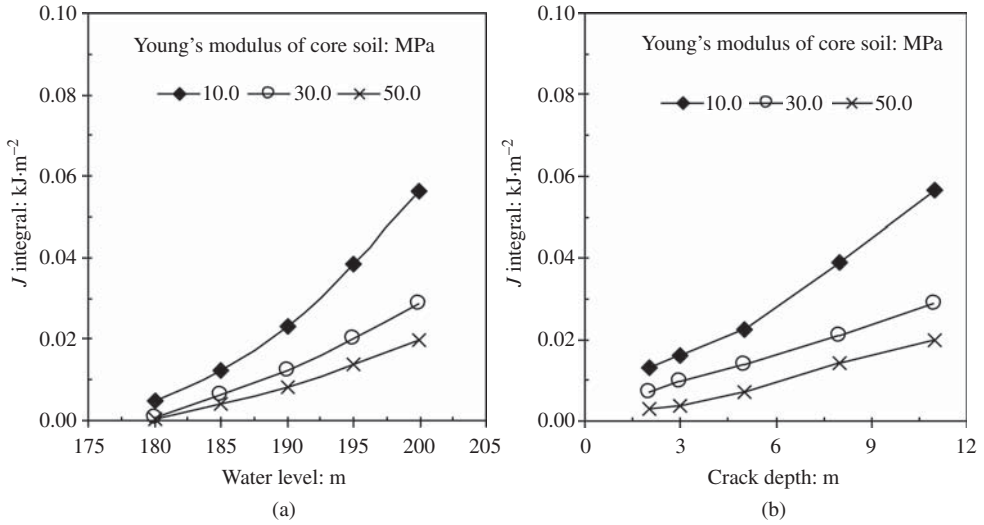 0.10
0.08
0.06
0.04
0.02
0.00
J integral: kJ·m⁻²
Young's modulus of core soil: MPa
10.0 30.0 50.0
175 180 185 190 195 200 205
Water level: m
(a)
0.10
0.08
0.06
0.04
0.02
0.00
J integral: kJ·m⁻²
Young's modulus of core soil: MPa
10.0 30.0 50.0
0 3 6 9 12
Crack depth: m
(b)